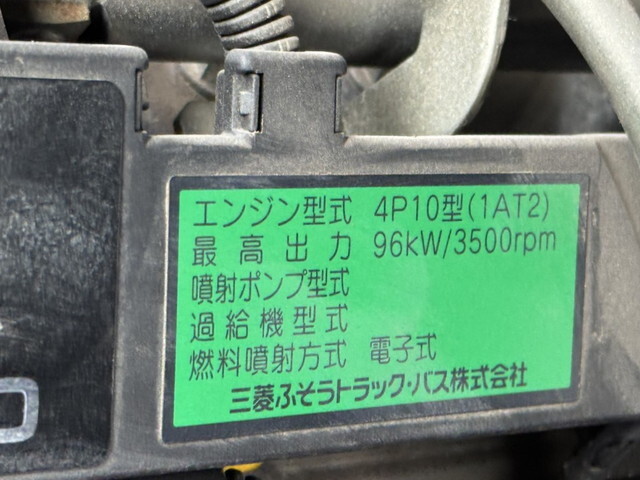 エンジン型式 4P10型(1AT2)
最高出力 96kW/3500rpm
噴射ポンプ型式
過給機型式
燃料噴射方式 電子式
三菱ふそうトラック・バス株式会社